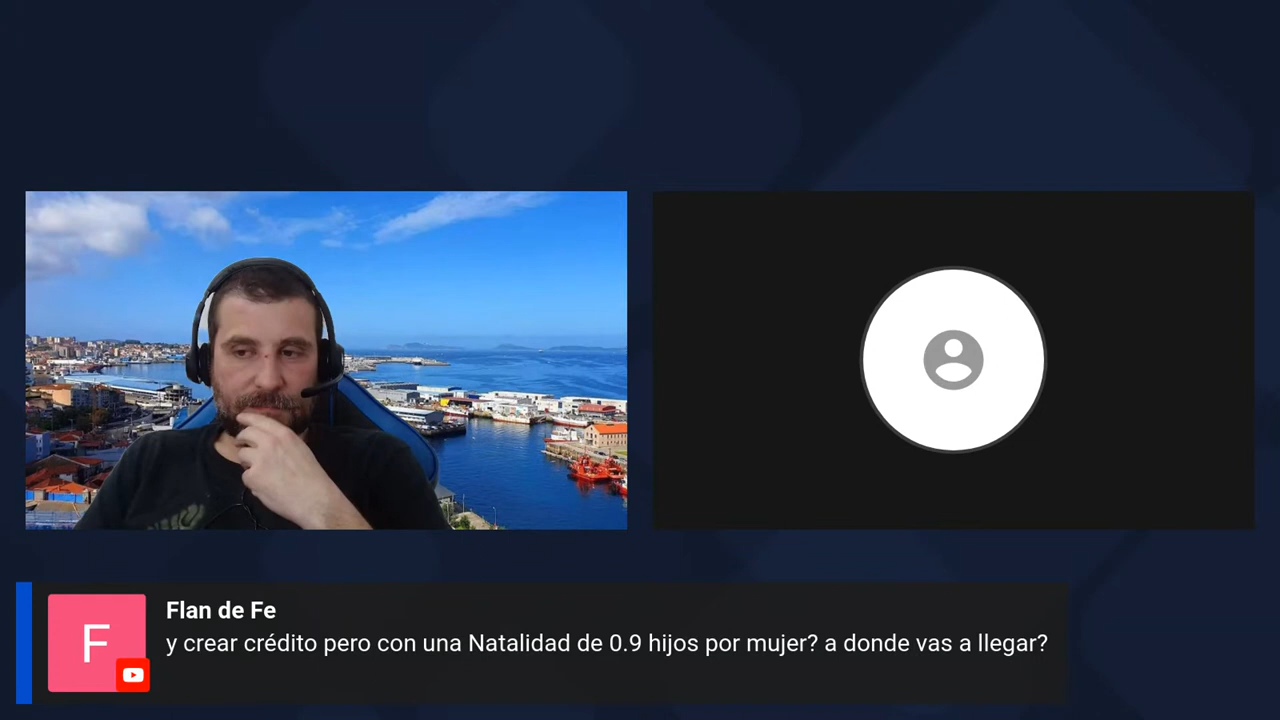 F
Flan de Fe
y crear crédito pero con una Natalidad de 0.9 hijos por mujer? a donde vas a llegar?